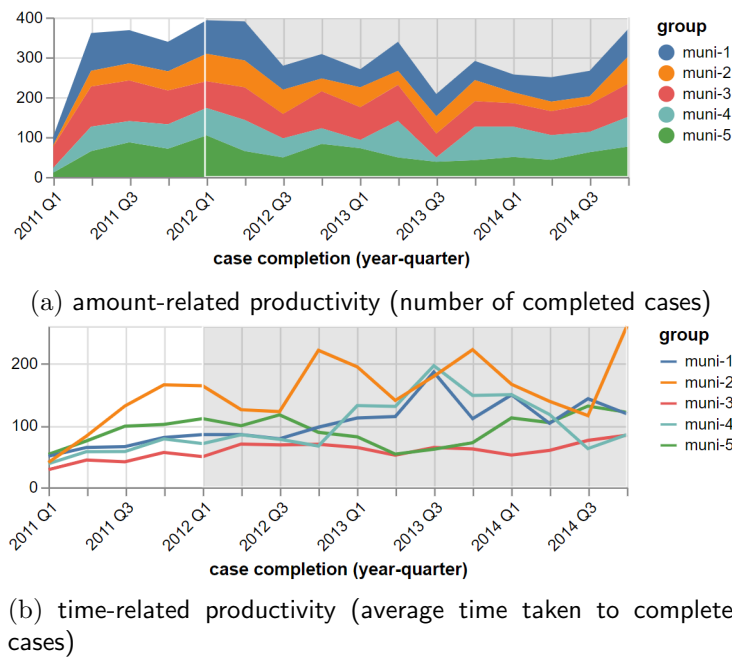 400
300
200
100
0
2011 Q1
2011 Q3
2012 Q1
2012 Q3
2013 Q1
2013 Q3
2014 Q1
2014 Q3
case completion (year-quarter)
group
muni-1
muni-2
muni-3
muni-4
muni-5
(a) amount-related productivity (number of completed cases)
200
100
0
2011 Q1
2011 Q3
2012 Q1
2012 Q3
2013 Q1
2013 Q3
2014 Q1
2014 Q3
case completion (year-quarter)
group
muni-1
muni-2
muni-3
muni-4
muni-5
(b) time-related productivity (average time taken to complete
cases)